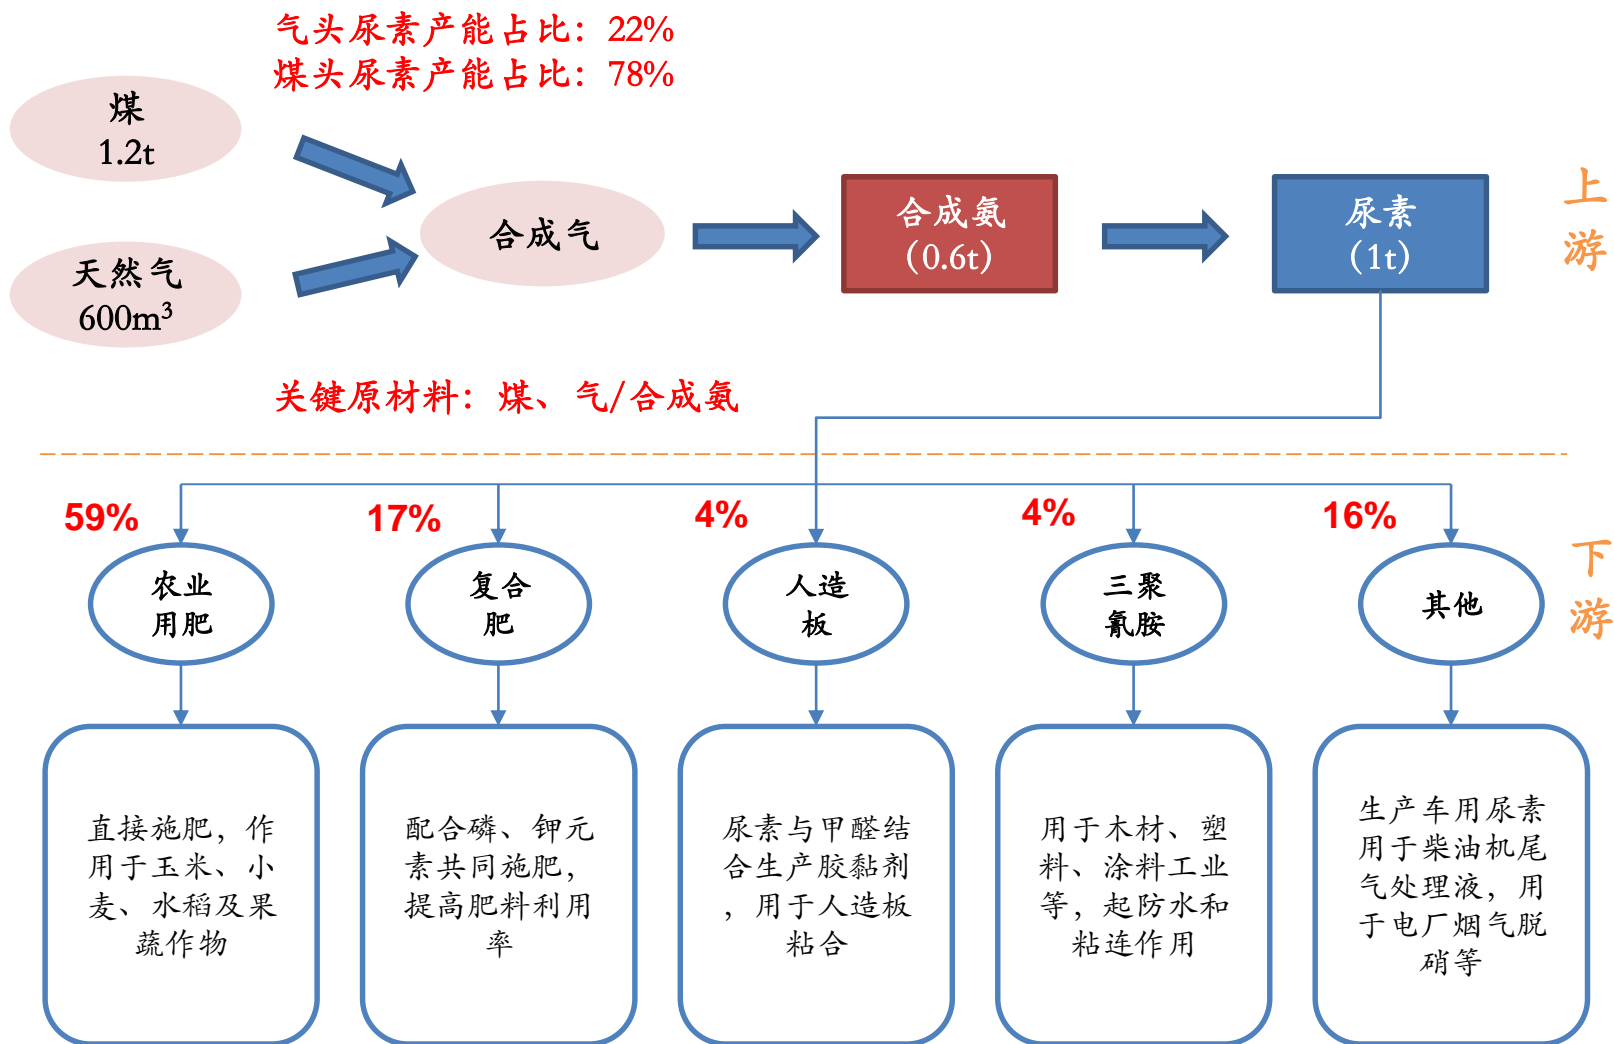 气头尿素产能占比：22%
煤头尿素产能占比：78%
煤
1.2t
天然气
600m³
合成气
合成氨
（0.6t）
尿素
（1t）
上
游
关键原材料：煤、气/合成氨
59%
17%
4%
4%
16%
农业
用肥
复合
肥
人造
板
三聚
氰胺
其他
下
游
直接施肥，作
用于玉米、小
麦、水稻及果
蔬作物
配合磷、钾元
素共同施肥，
提高肥料利用
率
尿素与甲醛结
合生产胶黏剂
，用于人造板
粘合
用于木材、塑
料、涂料工业
等，起防水和
粘连作用
生产车用尿素
用于柴油机尾
气处理液，用
于电厂烟气脱
硝等